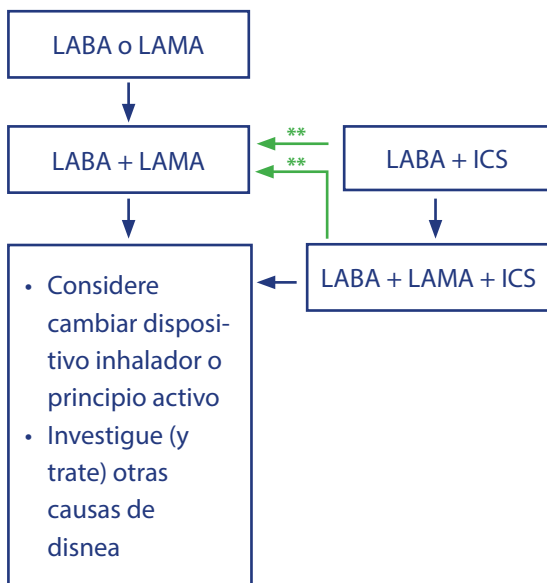 LABA o LAMA
LABA + LAMA
**
**
LABA + ICS
LABA + LAMA + ICS
• Considere
cambiar disposi-
tivo inhalador o
principio activo
• Investigue (y
trate) otras
causas de
disnea